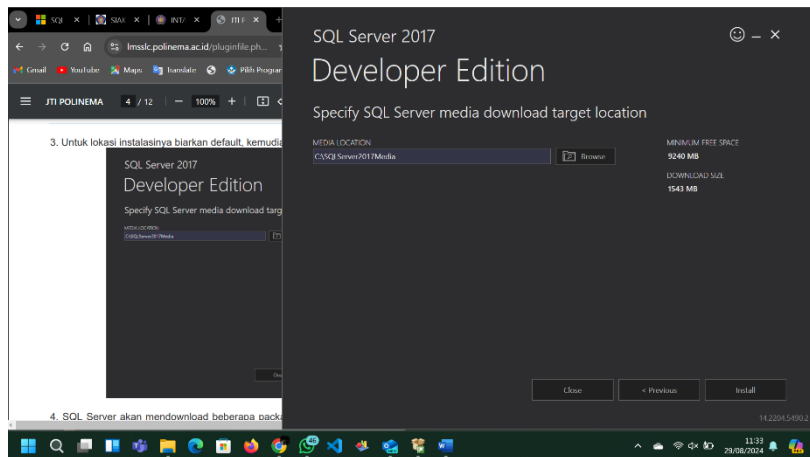 SQL
SIAK
INTA
JTI F
lmsslc.polinema.ac.id/pluginfile.ph...
Gmail
YouTube
Maps
Translate
Pilih Program
JTI POLINEMA
4 / 12
100%
3. Untuk lokasi instalasinya biarkan default, kemudia
SQL Server 2017
Developer Edition
Specify SQL Server media download targ
MEDIA LOCATION
C:\SQLServer2017Media
4. SQL Server akan mendownload beberapa packa
SQL Server 2017
Developer Edition
Specify SQL Server media download target location
MEDIA LOCATION
C:\SQLServer2017Media
Browse
MINIMUM FREE SPACE
9240 MB
DOWNLOAD SIZE
1543 MB
Close
< Previous
Install
14.2204.5490.2
46
11:33
29/08/2024